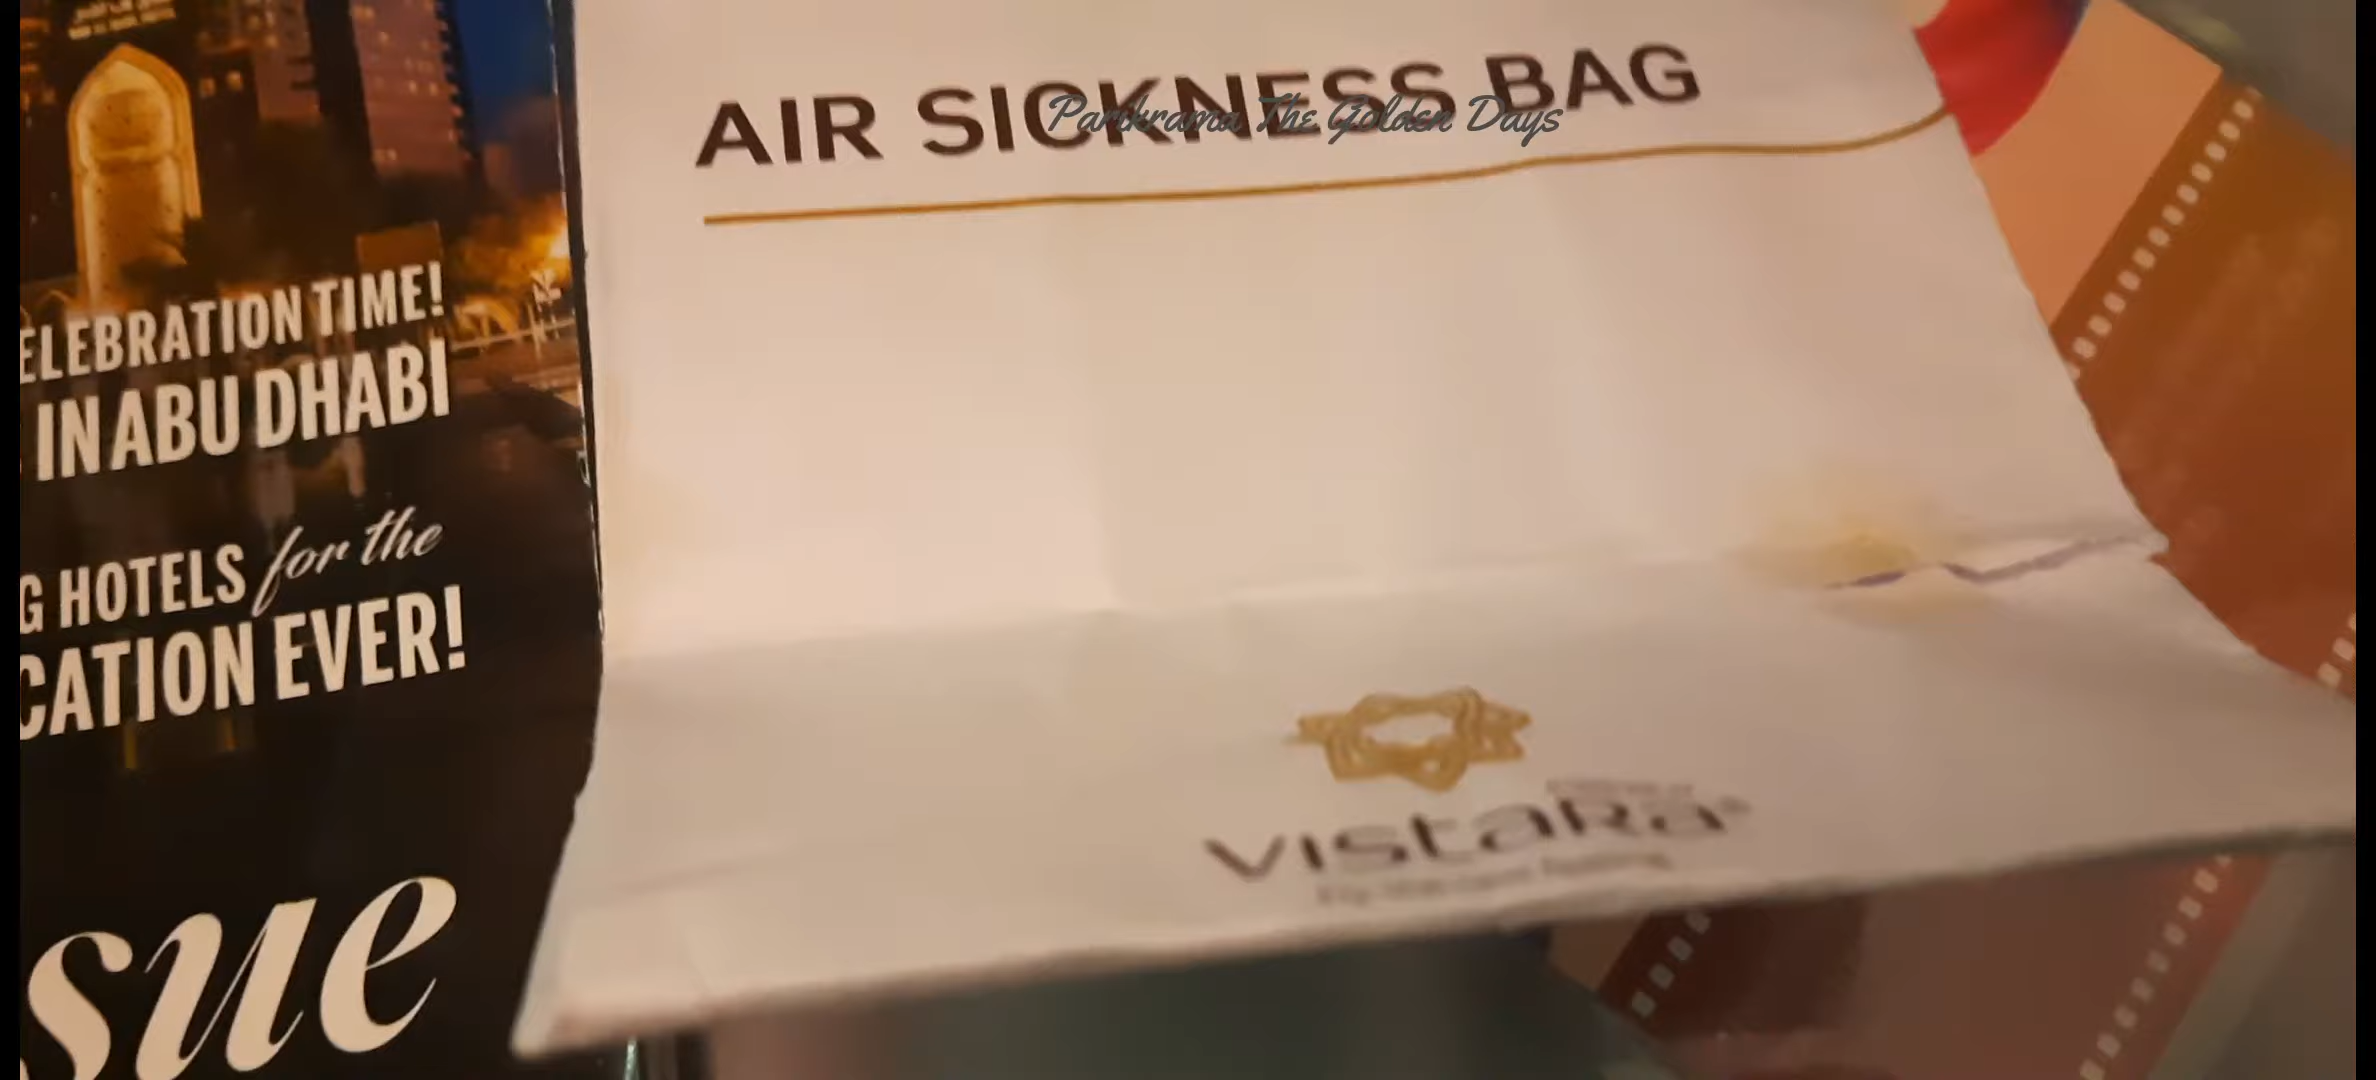 AIR SICKNESS BAG
Parikrama The Golden Days
ELEBRATION TIME!
IN ABU DHABI
G HOTELS for the
CATION EVER!
sue
VISTARA